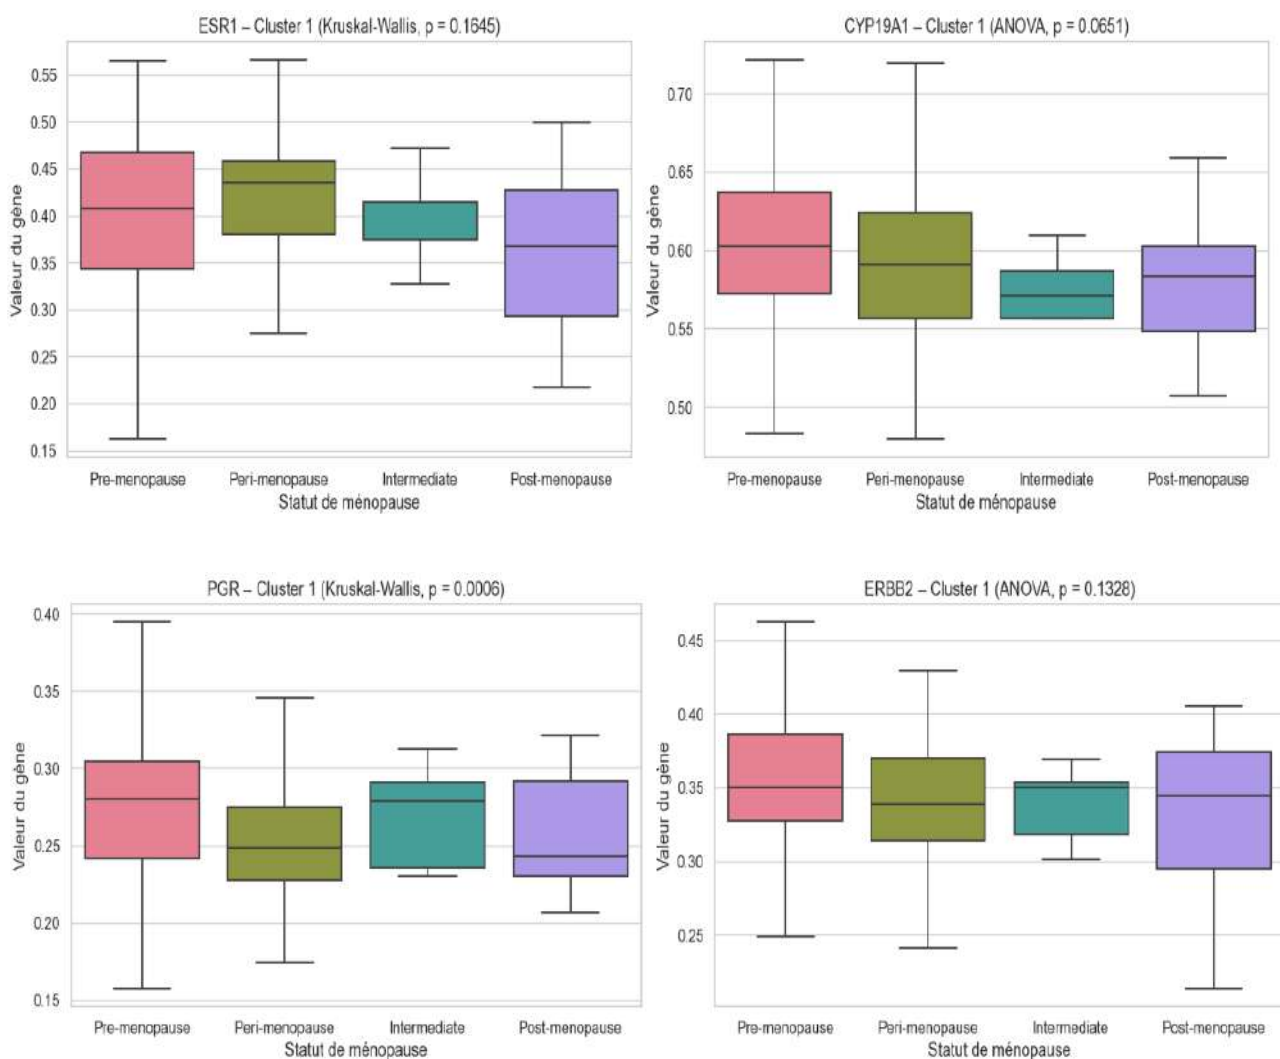 ESR1 – Cluster 1 (Kruskal-Wallis, p = 0.1645)
Valeur du gène
0.55
0.50
0.45
0.40
0.35
0.30
0.25
0.20
0.15
Pre-menopause Peri-menopause Intermediate Post-menopause
Statut de ménopause
CYP19A1 – Cluster 1 (ANOVA, p = 0.0651)
Valeur du gène
0.70
0.65
0.60
0.55
0.50
Pre-menopause Peri-menopause Intermediate Post-menopause
Statut de ménopause
PGR – Cluster 1 (Kruskal-Wallis, p = 0.0006)
Valeur du gène
0.40
0.35
0.30
0.25
0.20
0.15
Pre-menopause Peri-menopause Intermediate Post-menopause
Statut de ménopause
ERBB2 – Cluster 1 (ANOVA, p = 0.1328)
Valeur du gène
0.45
0.40
0.35
0.30
0.25
Pre-menopause Peri-menopause Intermediate Post-menopause
Statut de ménopause